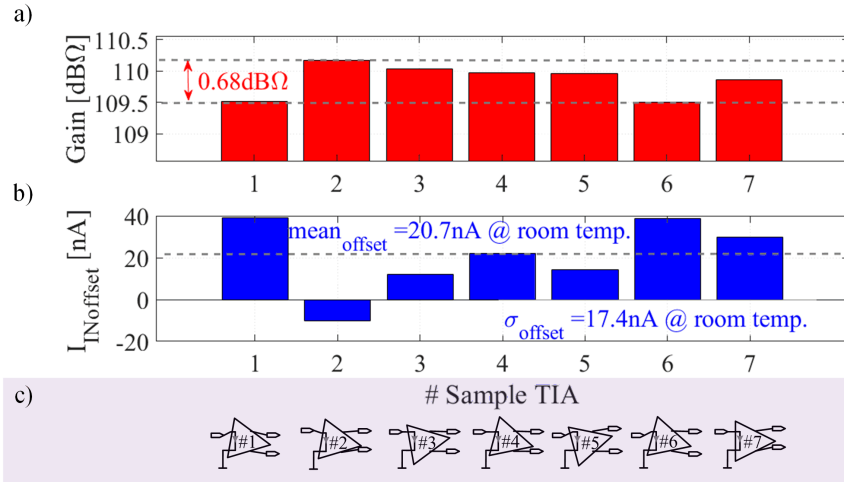 a)
Gain [dBΩ]
110.5
110
109.5
109
0.68dBΩ
1 2 3 4 5 6 7
b)
I_INoffset [nA]
40
20
0
-20
mean_offset =20.7nA @ room temp.
σ_offset =17.4nA @ room temp.
1 2 3 4 5 6 7
# Sample TIA
c)
#1 #2 #3 #4 #5 #6 #7